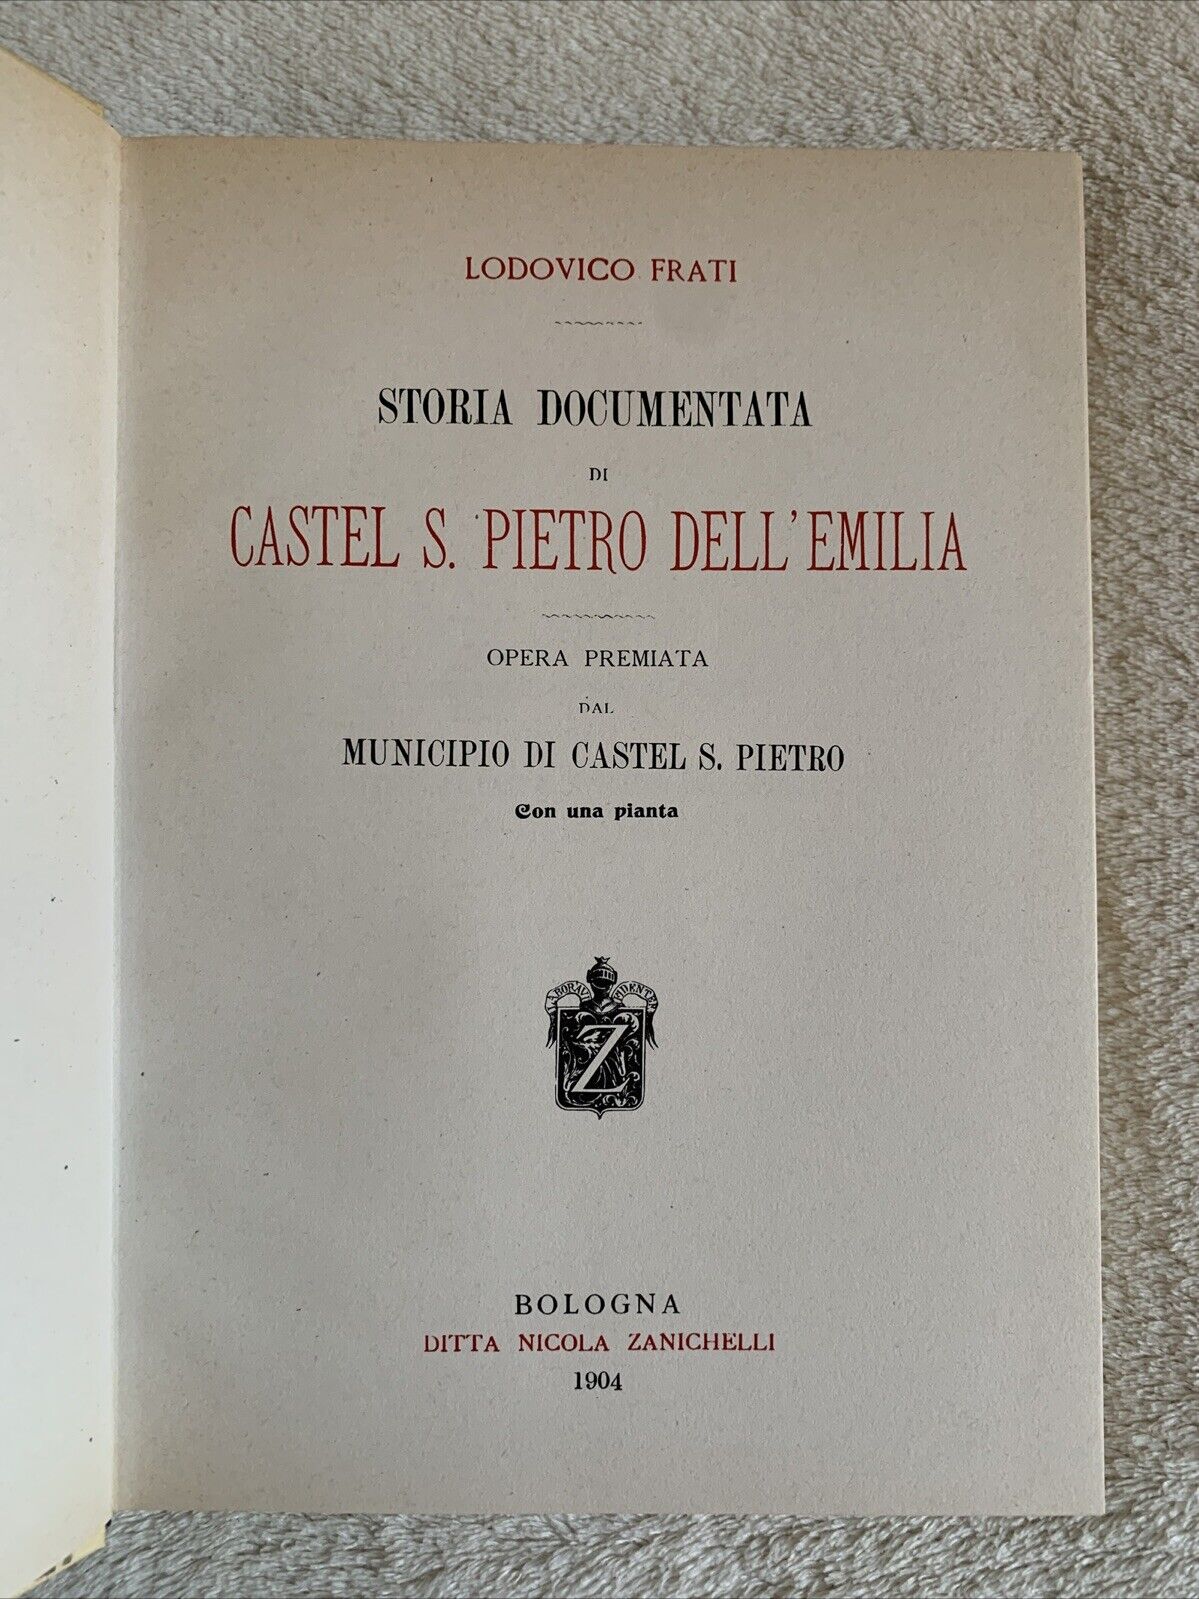 LODOVICO FRATI
STORIA DOCUMENTATA
DI
CASTEL S. PIETRO DELL'EMILIA
OPERA PREMIATA
DAL
MUNICIPIO DI CASTEL S. PIETRO
Con una pianta
Z
BOLOGNA
DITTA NICOLA ZANICHELLI
1904